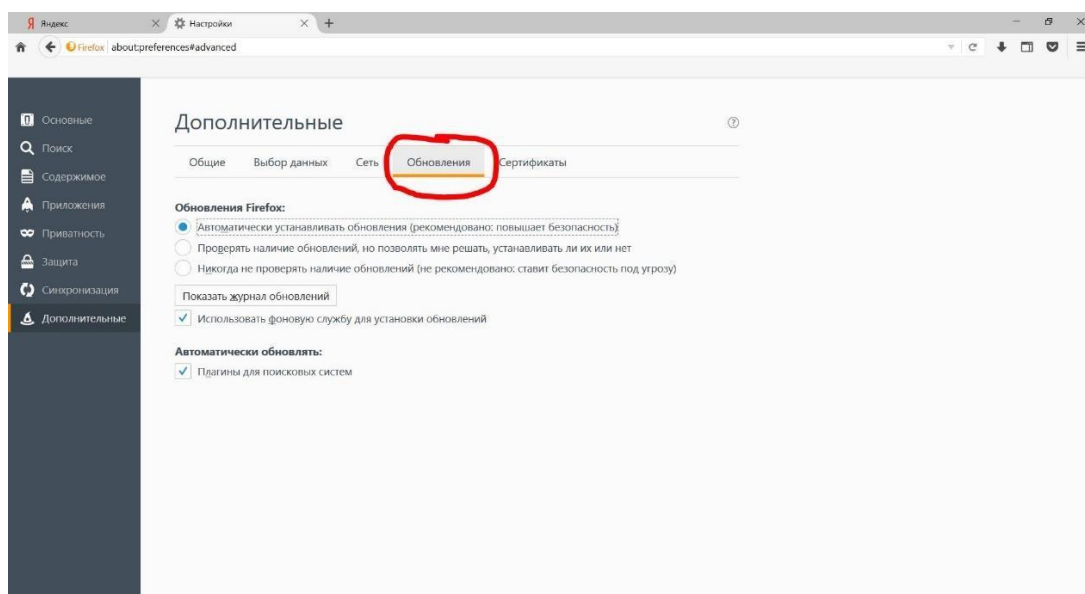 Яндекс
Настройки
Firefox about:preferences#advanced
Основные
Поиск
Содержимое
Приложения
Приватность
Защита
Синхронизация
Дополнительные
Дополнительные
Общие Выбор данных Сеть Обновления Сертификаты
Обновления Firefox:
Автоматически устанавливать обновления (рекомендовано: повышает безопасность)
Проверять наличие обновлений, но позволять мне решать, устанавливать ли их или нет
Никогда не проверять наличие обновлений (не рекомендовано: ставит безопасность под угрозу)
Показать журнал обновлений
Использовать фоновую службу для установки обновлений
Автоматически обновлять:
Плагины для поисковых систем